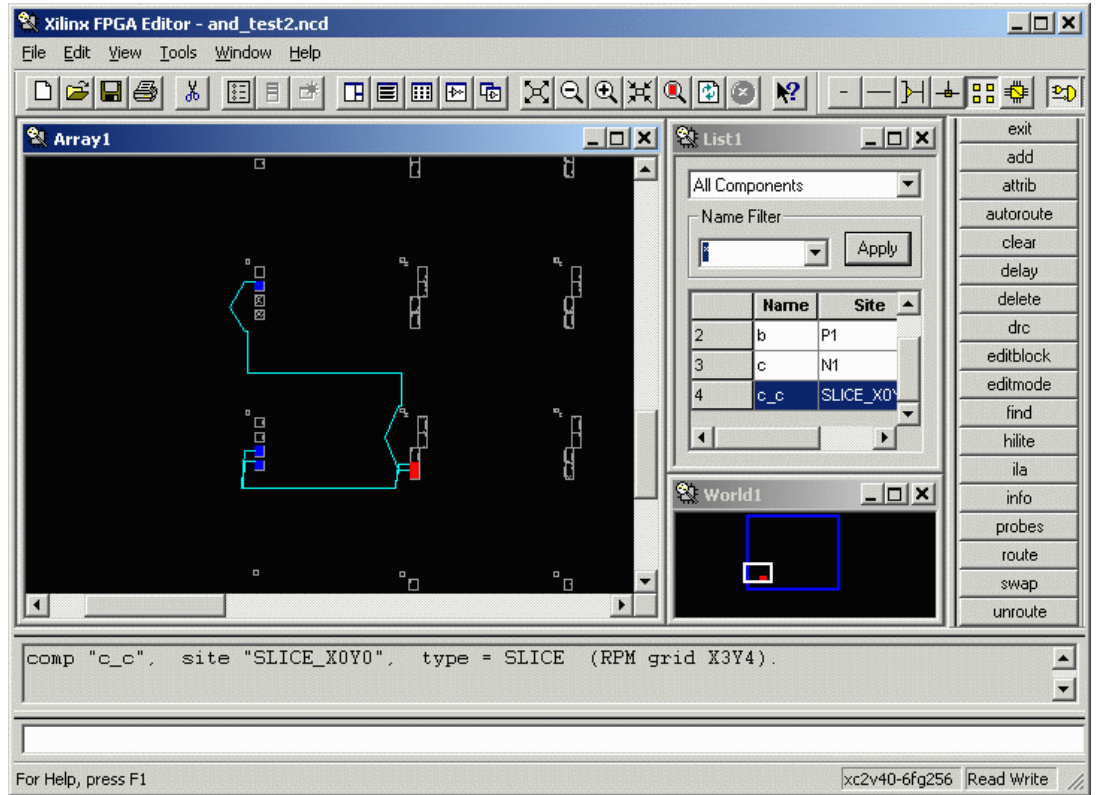 Xilinx FPGA Editor - and_test2.ncd
File Edit View Tools Window Help
Array1
List1
All Components
Name Filter
*
Apply
Name Site
2 b P1
3 c N1
4 c_c SLICE_X0Y
World1
exit
add
attrib
autoroute
clear
delay
delete
drc
editblock
editmode
find
hilite
ila
info
probes
route
swap
unroute
comp "c_c", site "SLICE_X0Y0", type = SLICE (RPM grid X3Y4).
For Help, press F1
xc2v40-6fg256 Read Write